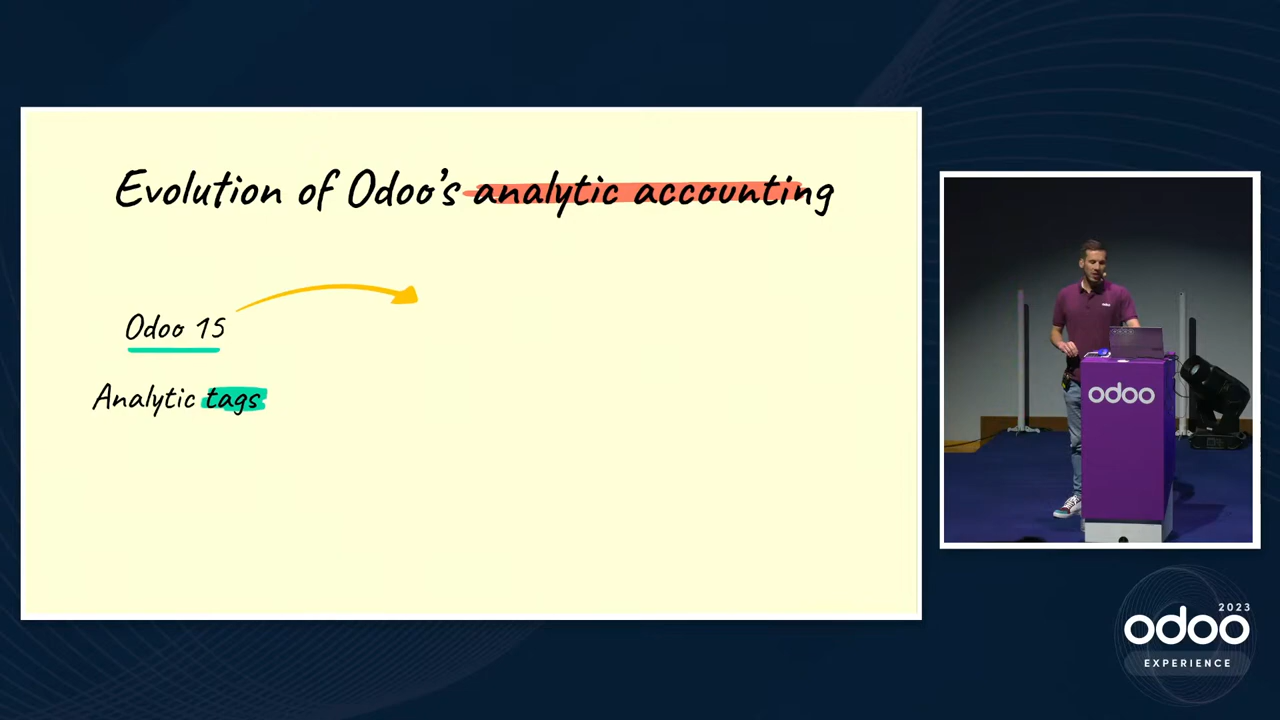 Evolution of Odoo's analytic accounting
Odoo 15
Analytic tags
odoo
2023
odoo
EXPERIENCE